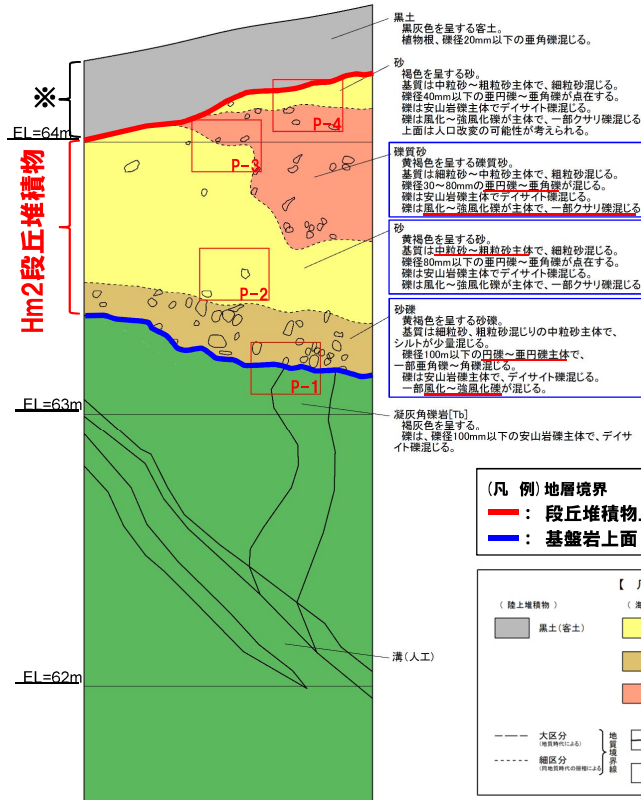 黒土
黒灰色を呈する客土。
植物根、礫径20mm以下の亜角礫混じる。
砂
褐色を呈する砂。
基質は中粒砂～粗粒砂主体で、細粒砂混じる。
礫径40mm以下の亜円礫～亜角礫が点在する。
礫は安山岩礫主体でデイサイト礫混じる。
礫は風化～強風化礫が主体で、一部クサリ礫混じる。
上面は人口改変の可能性が考えられる。
礫質砂
黄褐色を呈する礫質砂。
基質は細粒砂～中粒砂主体で、粗粒砂混じる。
礫径30～80mmの亜円礫～亜角礫が混じる。
礫は安山岩礫主体でデイサイト礫混じる。
礫は風化～強風化礫が主体で、一部クサリ礫混じる
砂
黄褐色を呈する砂。
基質は中粒砂～粗粒砂主体で、細粒砂混じる。
礫径80mm以下の亜円礫～亜角礫が点在する。
礫は安山岩礫主体でデイサイト礫混じる。
礫は風化～強風化礫が主体で、一部クサリ礫混じる。
砂礫
黄褐色を呈する砂礫。
基質は細粒砂、粗粒砂混じりの中粒砂主体で、
シルトが少量混じる。
礫径100m以下の円礫～亜円礫主体で、
一部亜角礫～角礫混じる。
礫は安山岩礫主体で、デイサイト礫混じる。
一部風化～強風化礫が混じる。
凝灰角礫岩[Tb]
褐灰色を呈する。
礫は、礫径100mm以下の安山岩礫主体で、デイサ
イト礫混じる。
溝(人工)
※
EL=64m
Hm2段丘堆積物
EL=63m
EL=62m
P-4
P-3
P-2
P-1
(凡 例)地層境界
： 段丘堆積物
： 基盤岩上面
【 凡
( 陸上堆積物 )
黒土(客土)
大区分
(地質時代による)
細区分
(同地質時代の層相による)
地質境界線